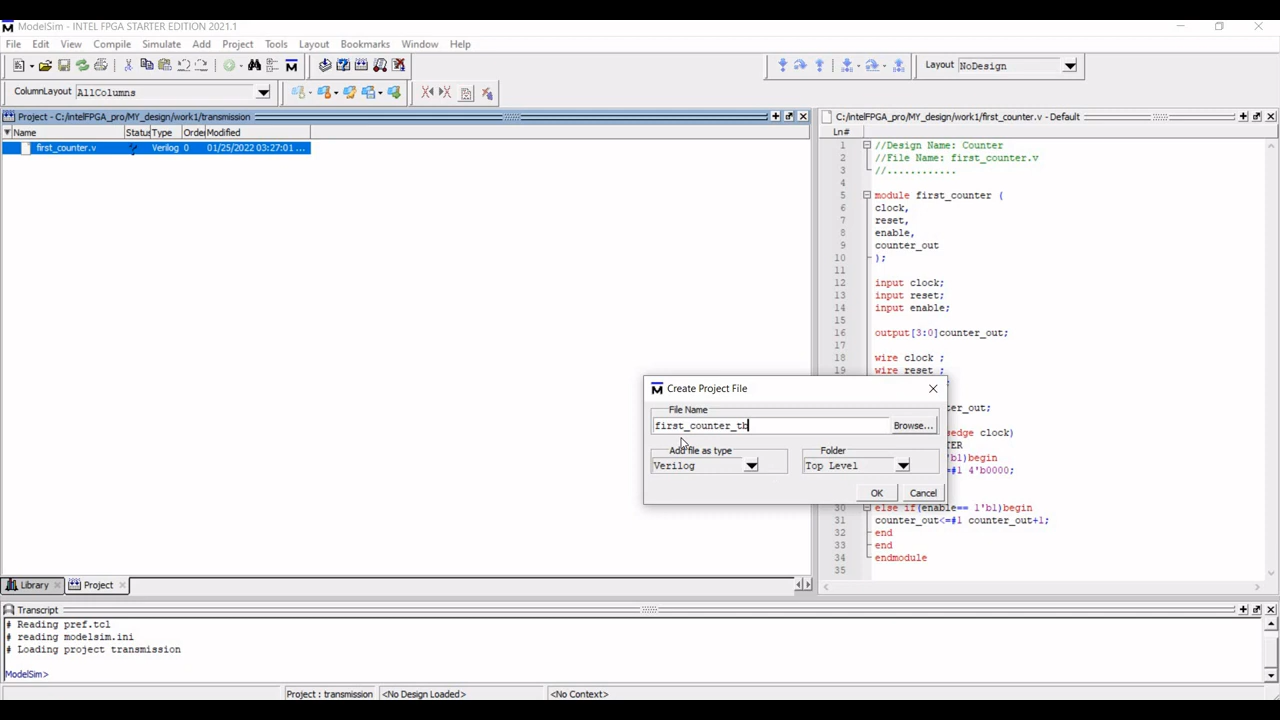 ModelSim - INTEL FPGA STARTER EDITION 2021.1
File Edit View Compile Simulate Add Project Tools Layout Bookmarks Window Help
Layout NoDesign
ColumnLayout AllColumns
Project - C:/intelFPGA_pro/MY_design/work1/transmission
Name Status Type Order Modified
first_counter.v Verilog 0 01/25/2022 03:27:01 ...
C:/intelFPGA_pro/MY_design/work1/first_counter.v - Default
Ln#
1 //Design Name: Counter
2 //File Name: first_counter.v
3 //............
4
5 module first_counter (
6 clock,
7 reset,
8 enable,
9 counter_out
10 );
11
12 input clock;
13 input reset;
14 input enable;
15
16 output[3:0]counter_out;
17
18 wire clock ;
19 wire reset ;
er_out;
sedge clock)
TER
'b1)begin
=#1 4'b0000;
30 else if(enable== 1'b1)begin
31 counter_out<=#1 counter_out+1;
32 end
33 end
34 endmodule
35
Create Project File
File Name
first_counter_tb
Browse...
Add file as type
Verilog
Folder
Top Level
OK Cancel
Library Project
Transcript
# Reading pref.tcl
# reading modelsim.ini
# Loading project transmission
ModelSim>
Project : transmission <No Design Loaded> <No Context>